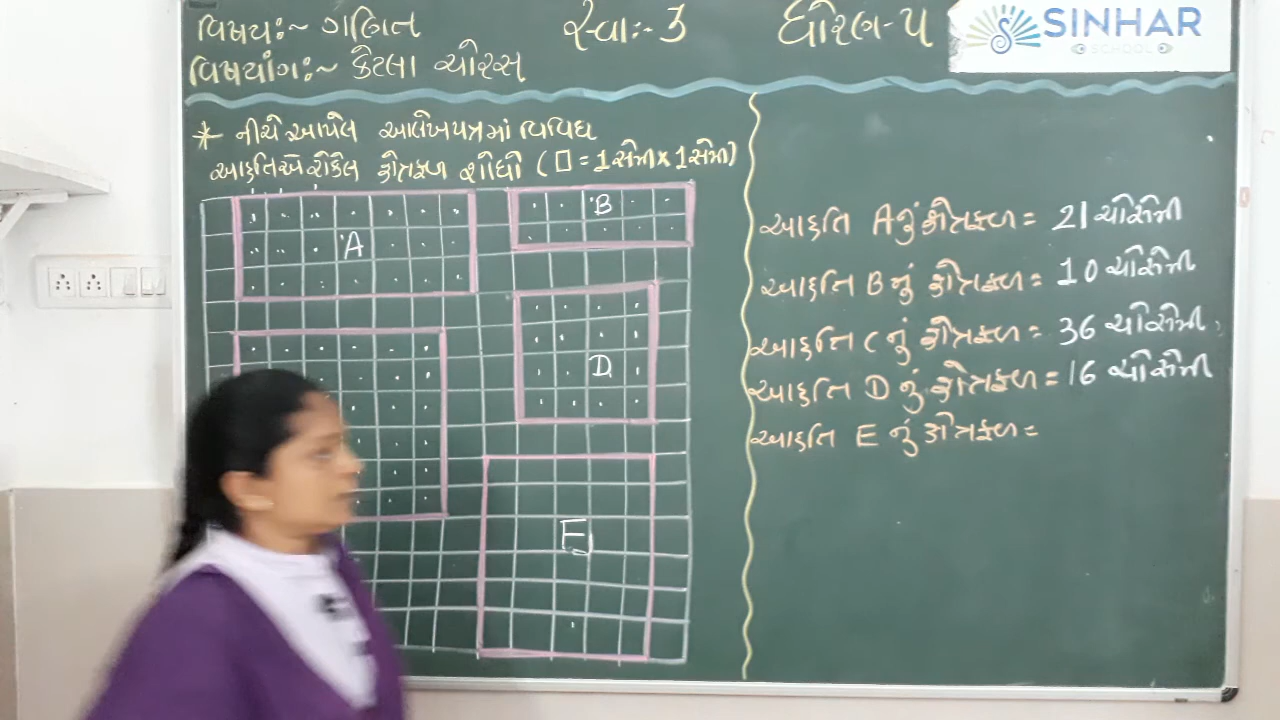 વિષય:~ ગણિત સ્વા:-3 ધોરણ-૫
વિષયાંગ:~ કેટલા ચોરસ
SINHAR
SCHOOL
* નીચે આપેલ આલેખપત્રમાં વિવિધ
આકૃતિએ રોકેલ ક્ષેત્રફળ શોધો (□ = 1 સેમી x 1 સેમી)
A
B
D
E
આકૃતિ A નું ક્ષેત્રફળ = 21 ચોસેમી
આકૃતિ B નું ક્ષેત્રફળ = 10 ચોસેમી
આકૃતિ C નું ક્ષેત્રફળ = 36 ચોસેમી
આકૃતિ D નું ક્ષેત્રફળ = 16 ચોસેમી
આકૃતિ E નું ક્ષેત્રફળ =